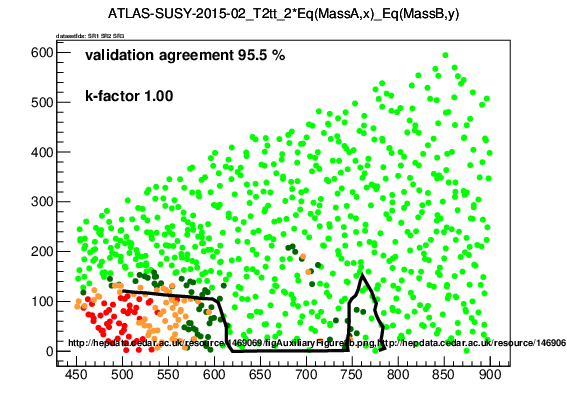 ATLAS-SUSY-2015-02_T2tt_2*Eq(MassA,x)_Eq(MassB,y)
datasetIds: SR1 SR2 SR3
validation agreement 95.5 %
k-factor 1.00
600
500
400
300
200
100
0
http://hepdata.cedar.ac.uk/resource/1469069/figAuxiliaryFigure
b.png,http://hepdata.cedar.ac.uk/resource/146906
450 500 550 600 650 700 750 800 850 900